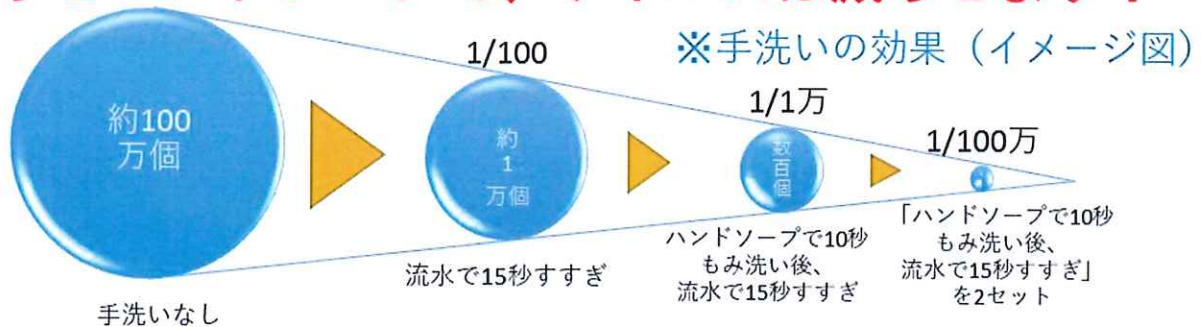 ※手洗いの効果（イメージ図）
約100
万個
手洗いなし
1/100
約
1
万個
流水で15秒すすぎ
1/1万
数百個
ハンドソープで10秒
もみ洗い後、
流水で15秒すすぎ
1/100万
「ハンドソープで10秒
もみ洗い後、
流水で15秒すすぎ」
を2セット